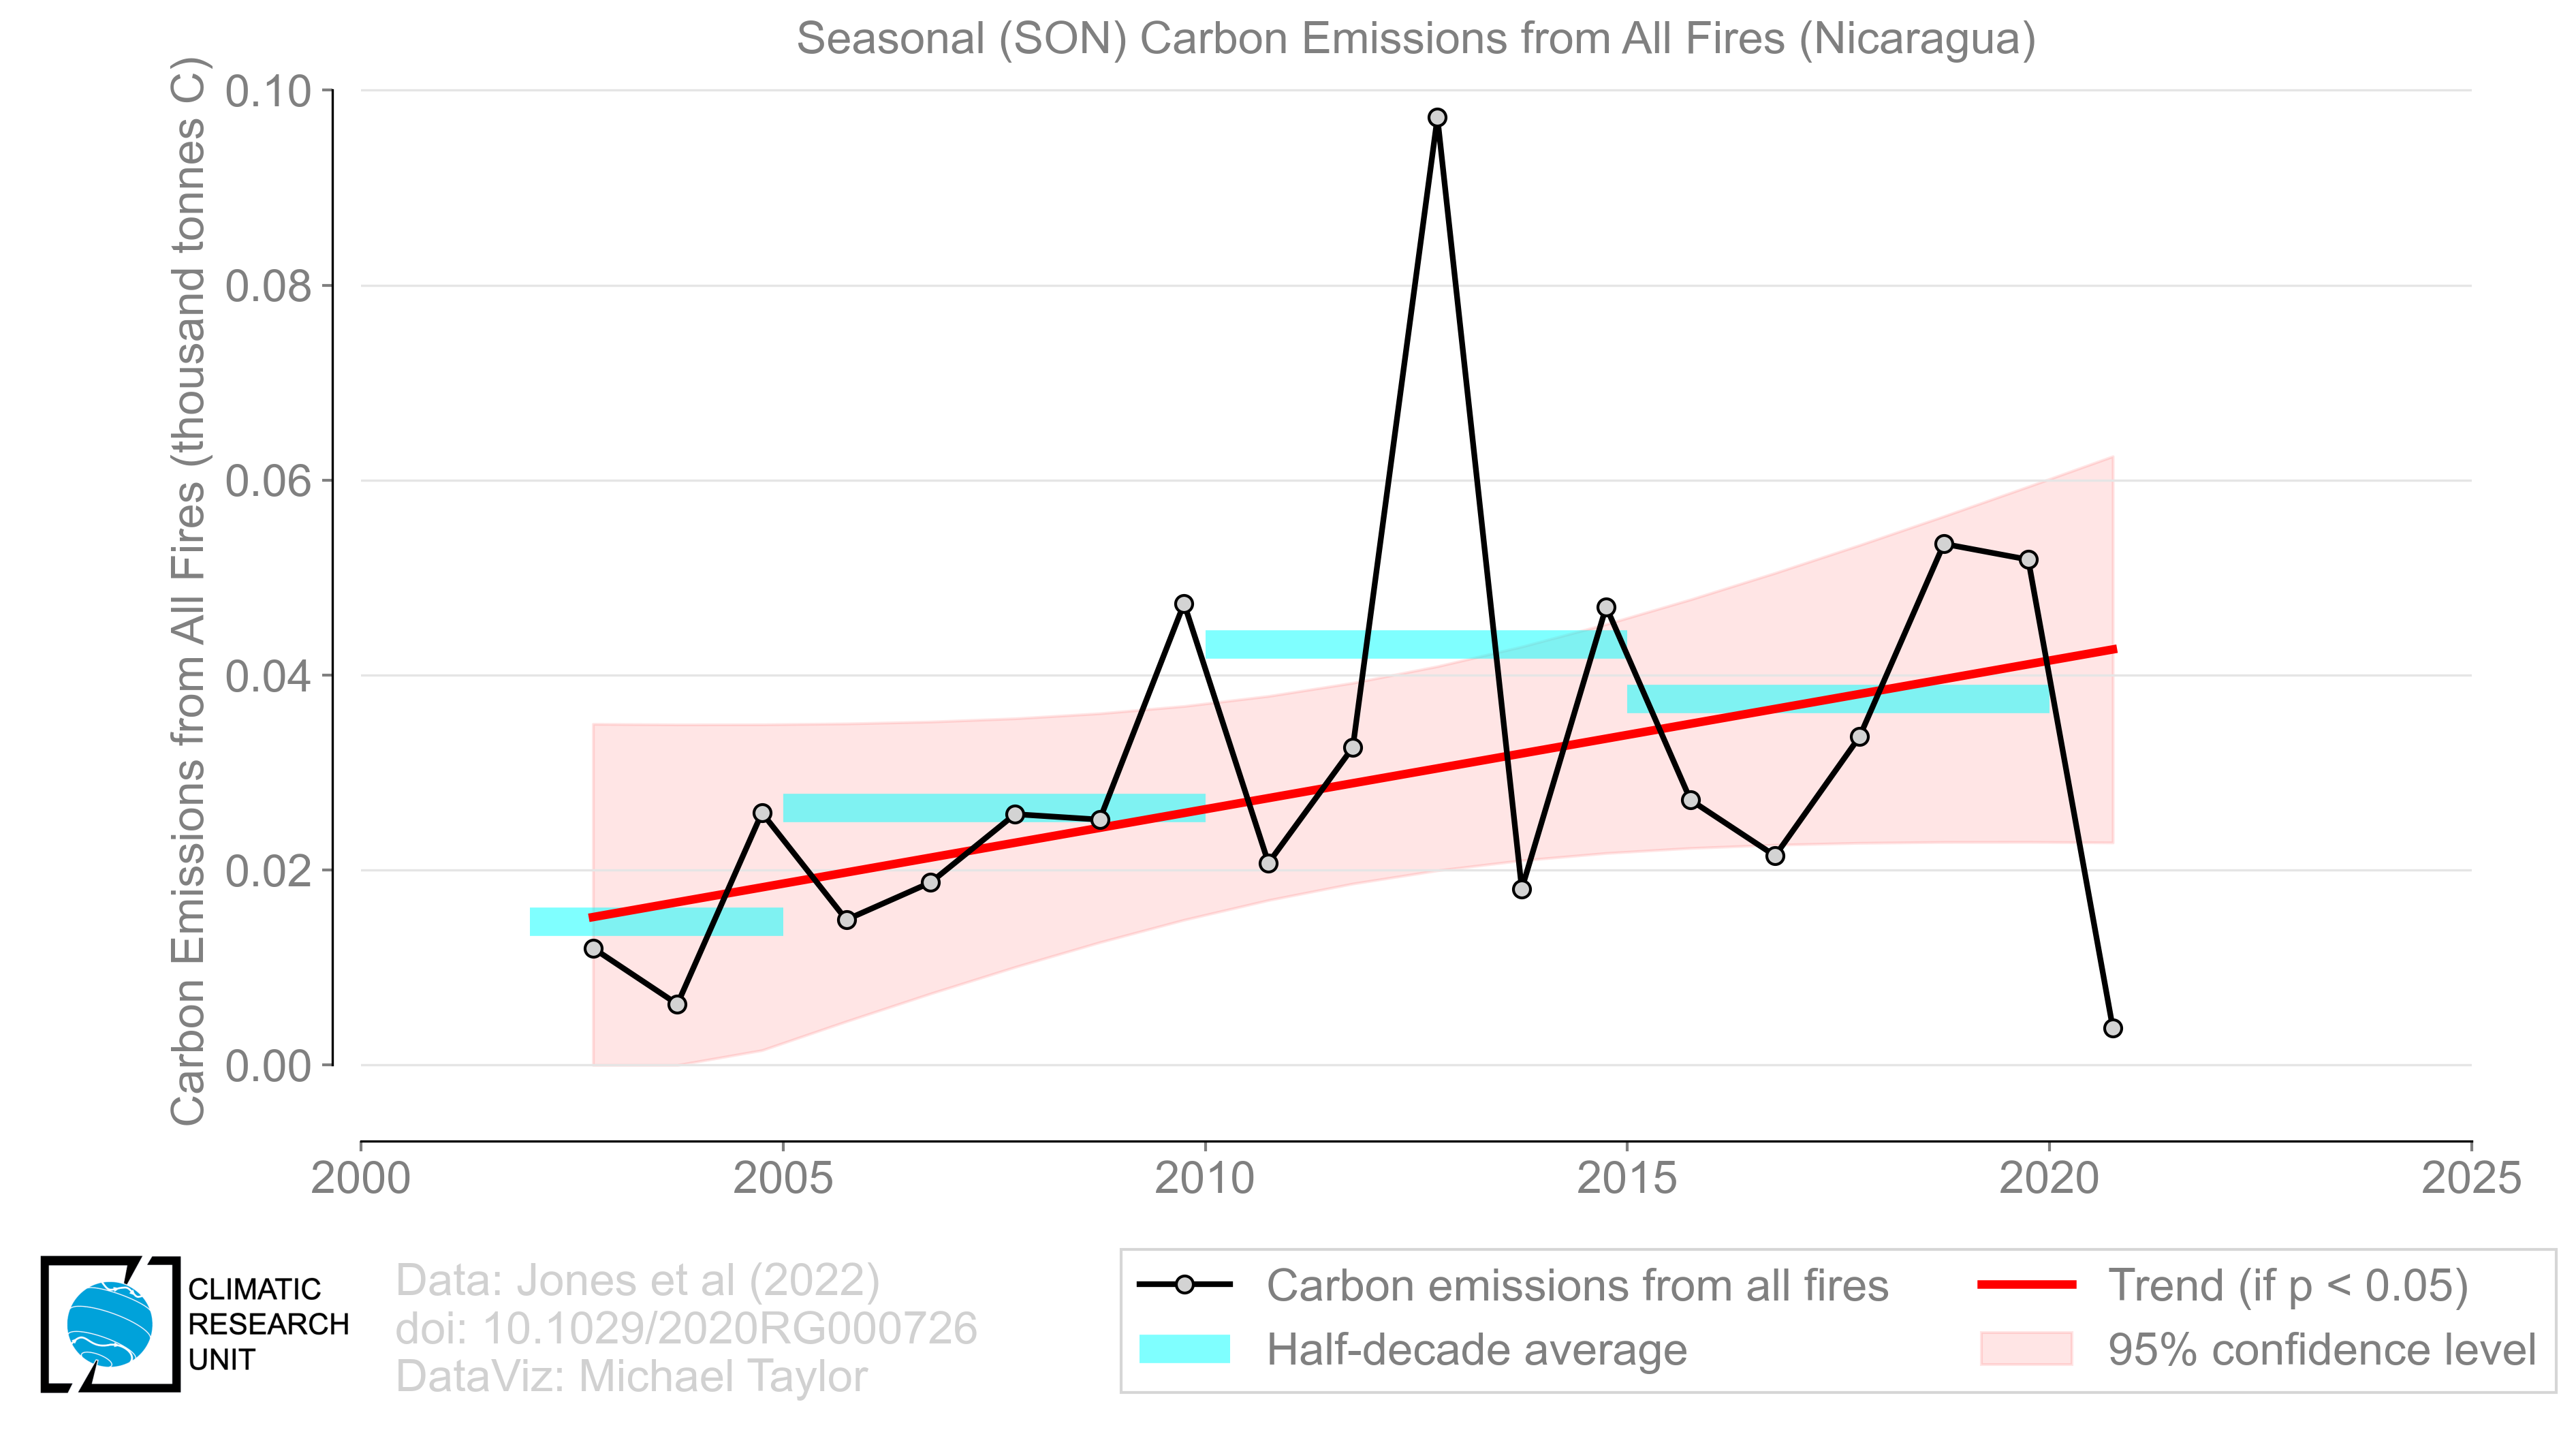 Seasonal (SON) Carbon Emissions from All Fires (Nicaragua)
Carbon Emissions from All Fires (thousand tonnes C)
0.10
0.08
0.06
0.04
0.02
0.00
2000 2005 2010 2015 2020 2025
CLIMATIC
RESEARCH
UNIT
Data: Jones et al (2022)
doi: 10.1029/2020RG000726
DataViz: Michael Taylor
Carbon emissions from all fires
Half-decade average
Trend (if p < 0.05)
95% confidence level